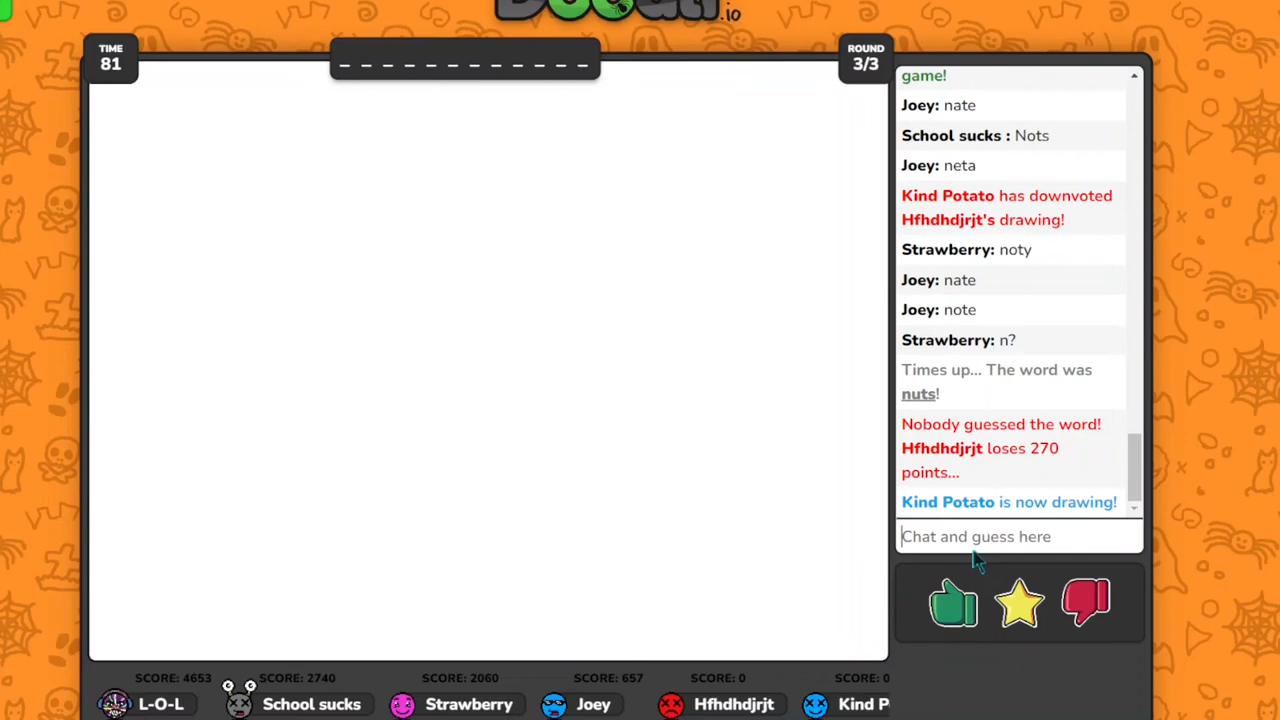 Doodli.io
TIME
81
_ _ _ _ _ _ _ _ _ _ _ _
ROUND
3/3
game!
Joey: nate
School sucks : Nots
Joey: neta
Kind Potato has downvoted
Hfhdhdjrjt's drawing!
Strawberry: noty
Joey: nate
Joey: note
Strawberry: n?
Times up... The word was
nuts!
Nobody guessed the word!
Hfhdhdjrjt loses 270
points...
Kind Potato is now drawing!
Chat and guess here
SCORE: 4653 SCORE: 2740 SCORE: 2060 SCORE: 657 SCORE: 0 SCORE: 0
L-O-L School sucks Strawberry Joey Hfhdhdjrjt Kind P